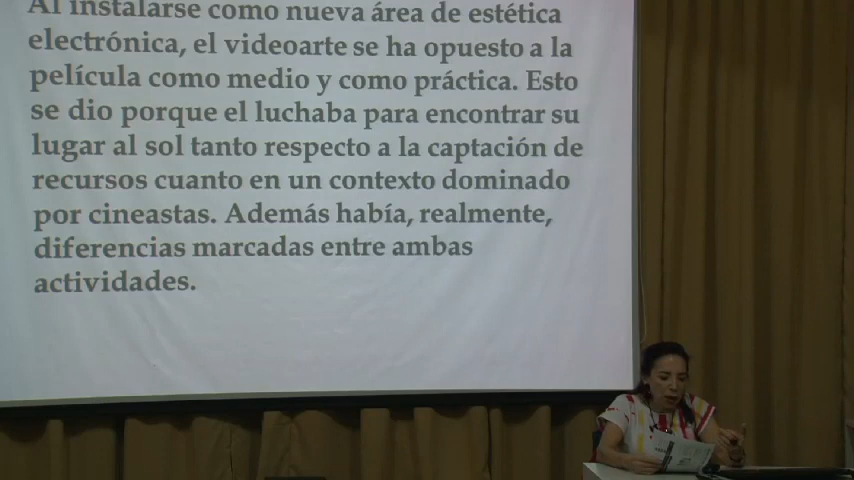 Al instalarse como nueva área de estética
electrónica, el videoarte se ha opuesto a la
película como medio y como práctica. Esto
se dio porque el luchaba para encontrar su
lugar al sol tanto respecto a la captación de
recursos cuanto en un contexto dominado
por cineastas. Además había, realmente,
diferencias marcadas entre ambas
actividades.